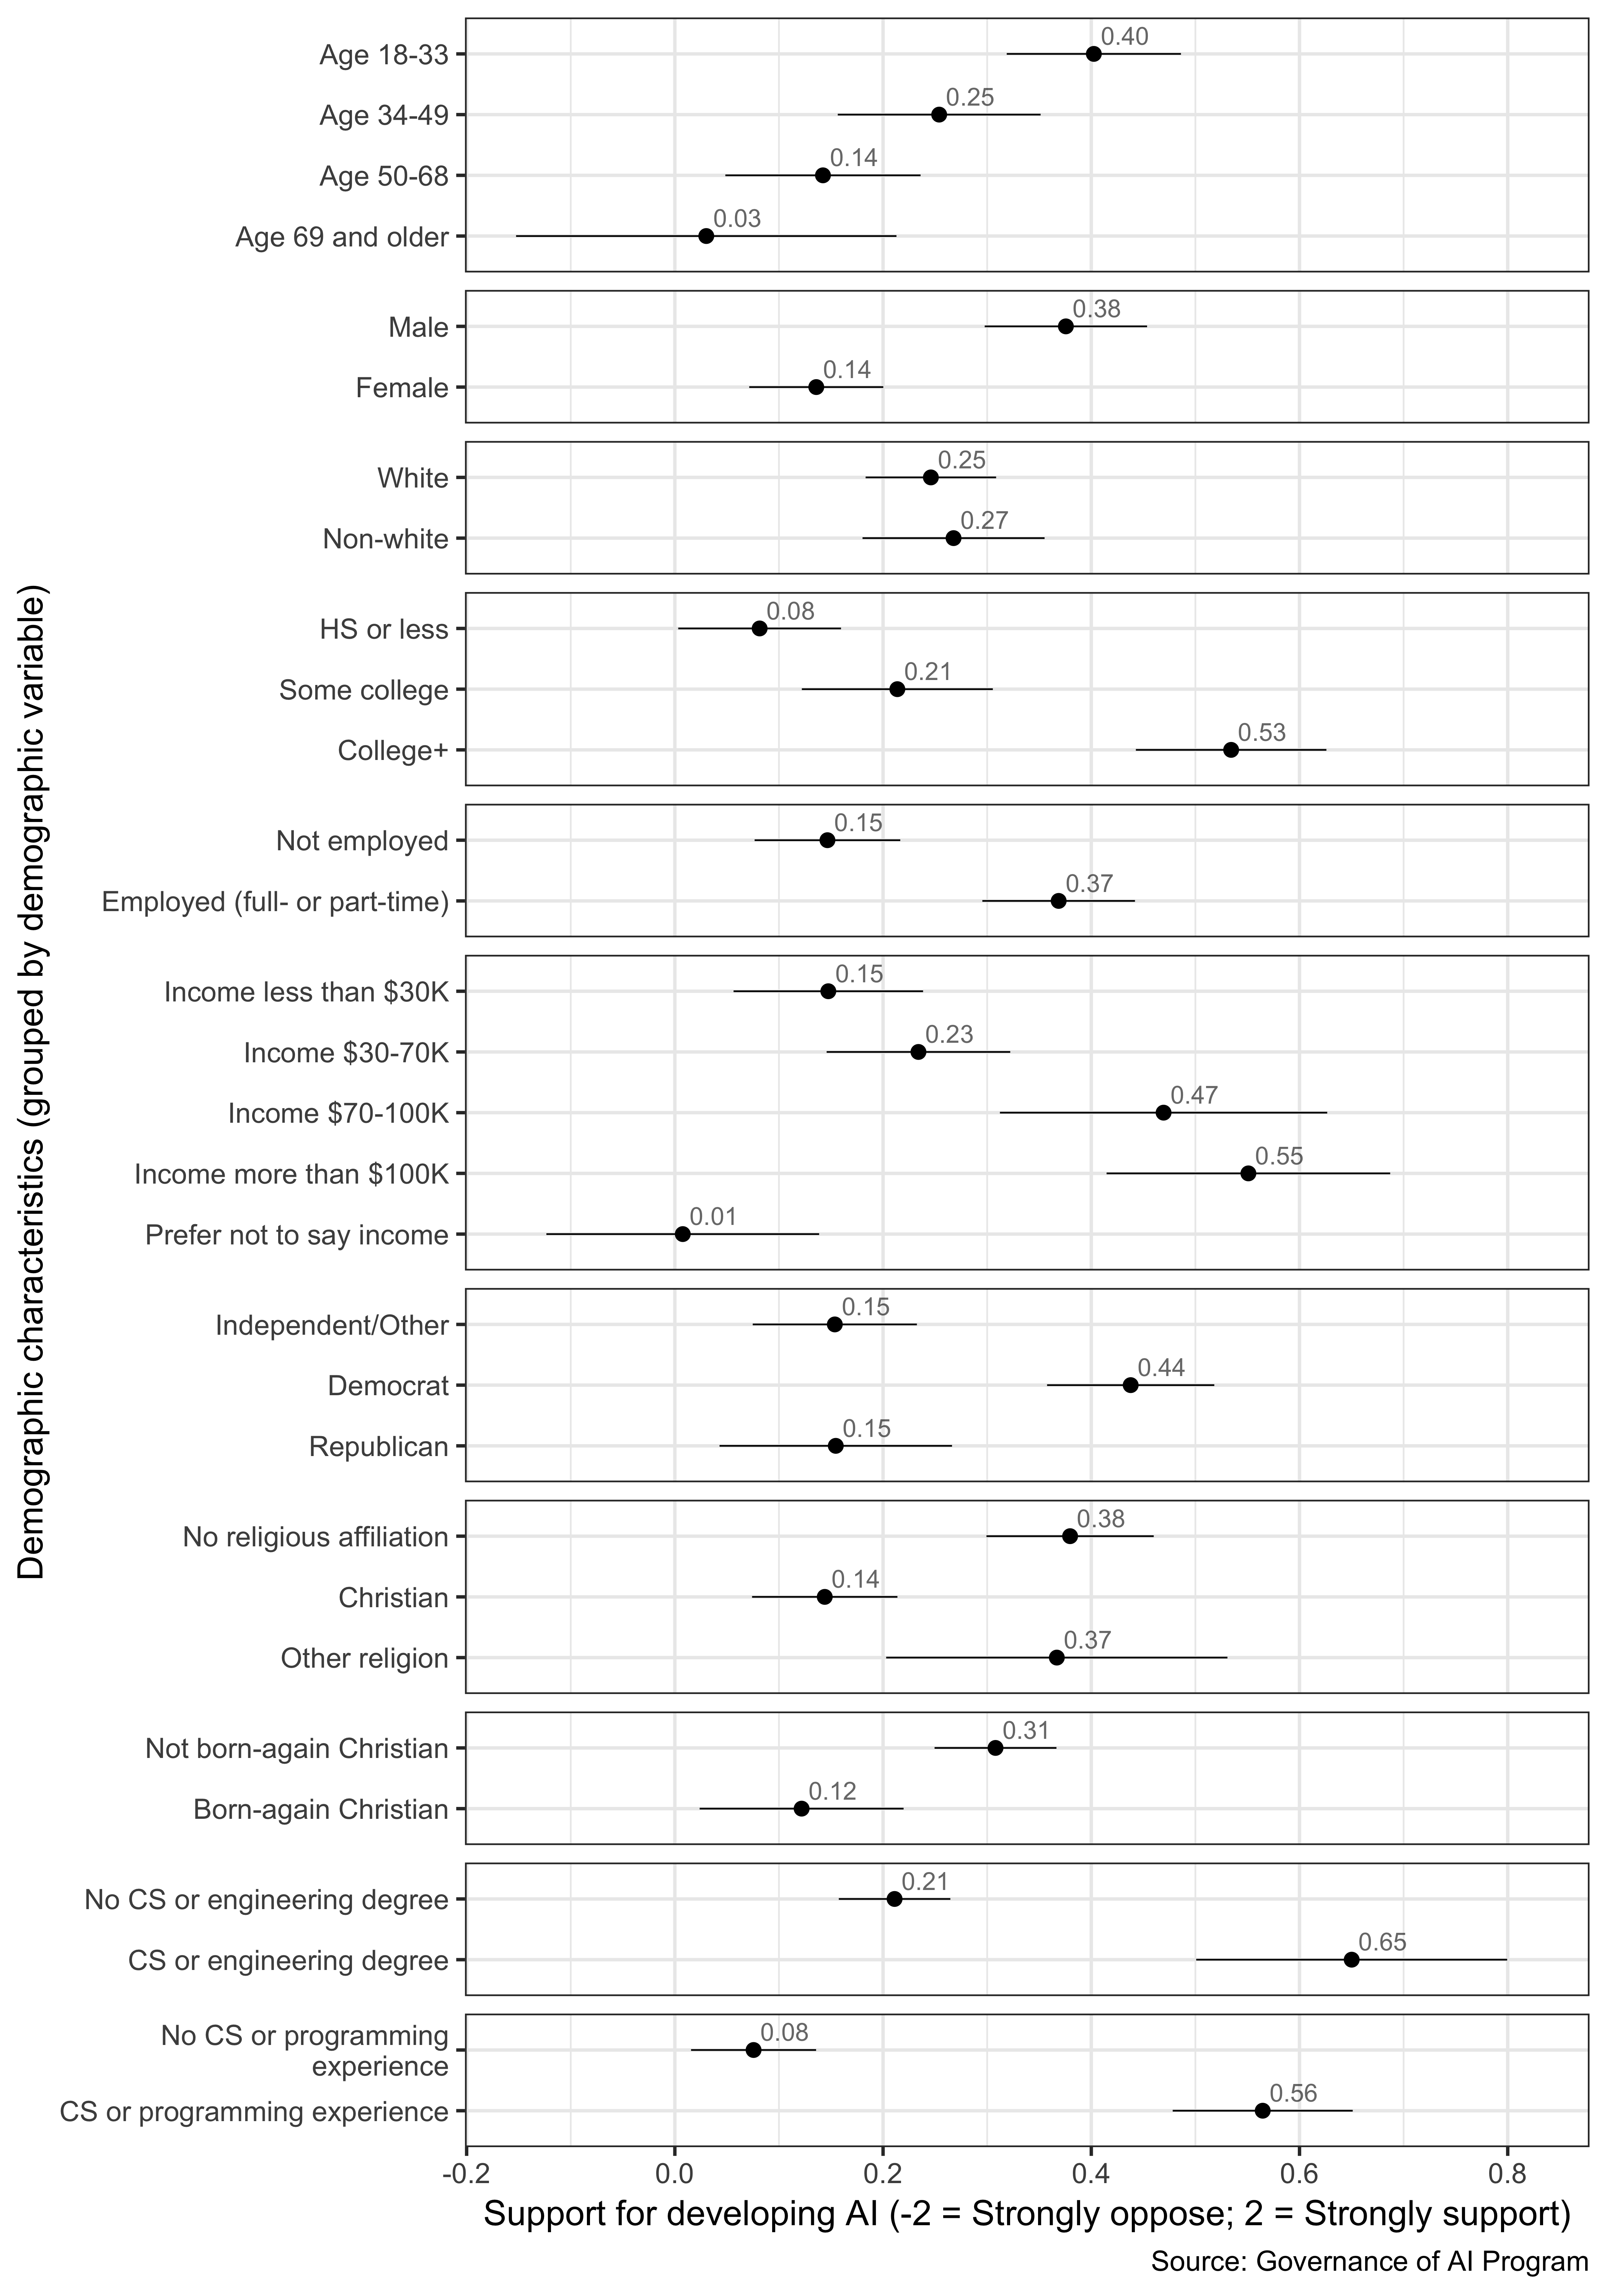 Age 18-33
0.40
Age 34-49
0.25
Age 50-68
0.14
Age 69 and older
0.03
Male
0.38
Female
0.14
White
0.25
Non-white
0.27
HS or less
0.08
Some college
0.21
College+
0.53
Not employed
0.15
Employed (full- or part-time)
0.37
Income less than $30K
0.15
Income $30-70K
0.23
Income $70-100K
0.47
Income more than $100K
0.55
Prefer not to say income
0.01
Independent/Other
0.15
Democrat
0.44
Republican
0.15
No religious affiliation
0.38
Christian
0.14
Other religion
0.37
Not born-again Christian
0.31
Born-again Christian
0.12
No CS or engineering degree
0.21
CS or engineering degree
0.65
No CS or programming
experience
0.08
CS or programming experience
0.56
-0.2 0.0 0.2 0.4 0.6 0.8
Support for developing AI (-2 = Strongly oppose; 2 = Strongly support)
Demographic characteristics (grouped by demographic variable)
Source: Governance of AI Program